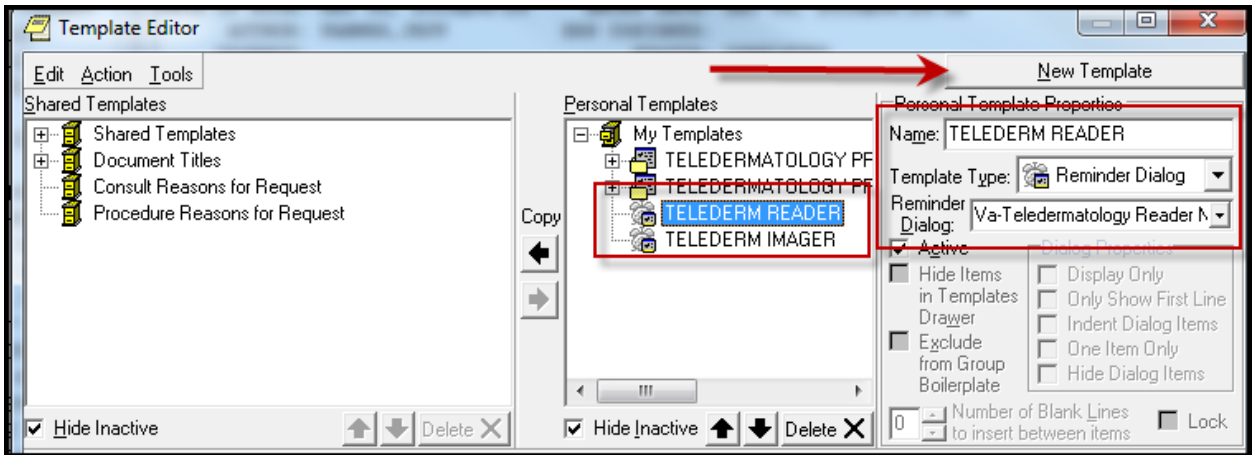 Template Editor
Edit Action Tools
New Template
Shared Templates
Shared Templates
Document Titles
Consult Reasons for Request
Procedure Reasons for Request
Hide Inactive
Delete
Copy
Personal Templates
My Templates
TELEDERMATOLOGY PF
TELEDERMATOLOGY PF
TELEDERM READER
TELEDERM IMAGER
Hide Inactive
Delete
Personal Template Properties
Name: TELEDERM READER
Template Type: Reminder Dialog
Reminder
Dialog: Va-Teledermatology Reader N
Active
Hide Items
in Templates
Drawer
Exclude
from Group
Boilerplate
Dialog Properties
Display Only
Only Show First Line
Indent Dialog Items
One Item Only
Hide Dialog Items
0 Number of Blank Lines
to insert between items
Lock